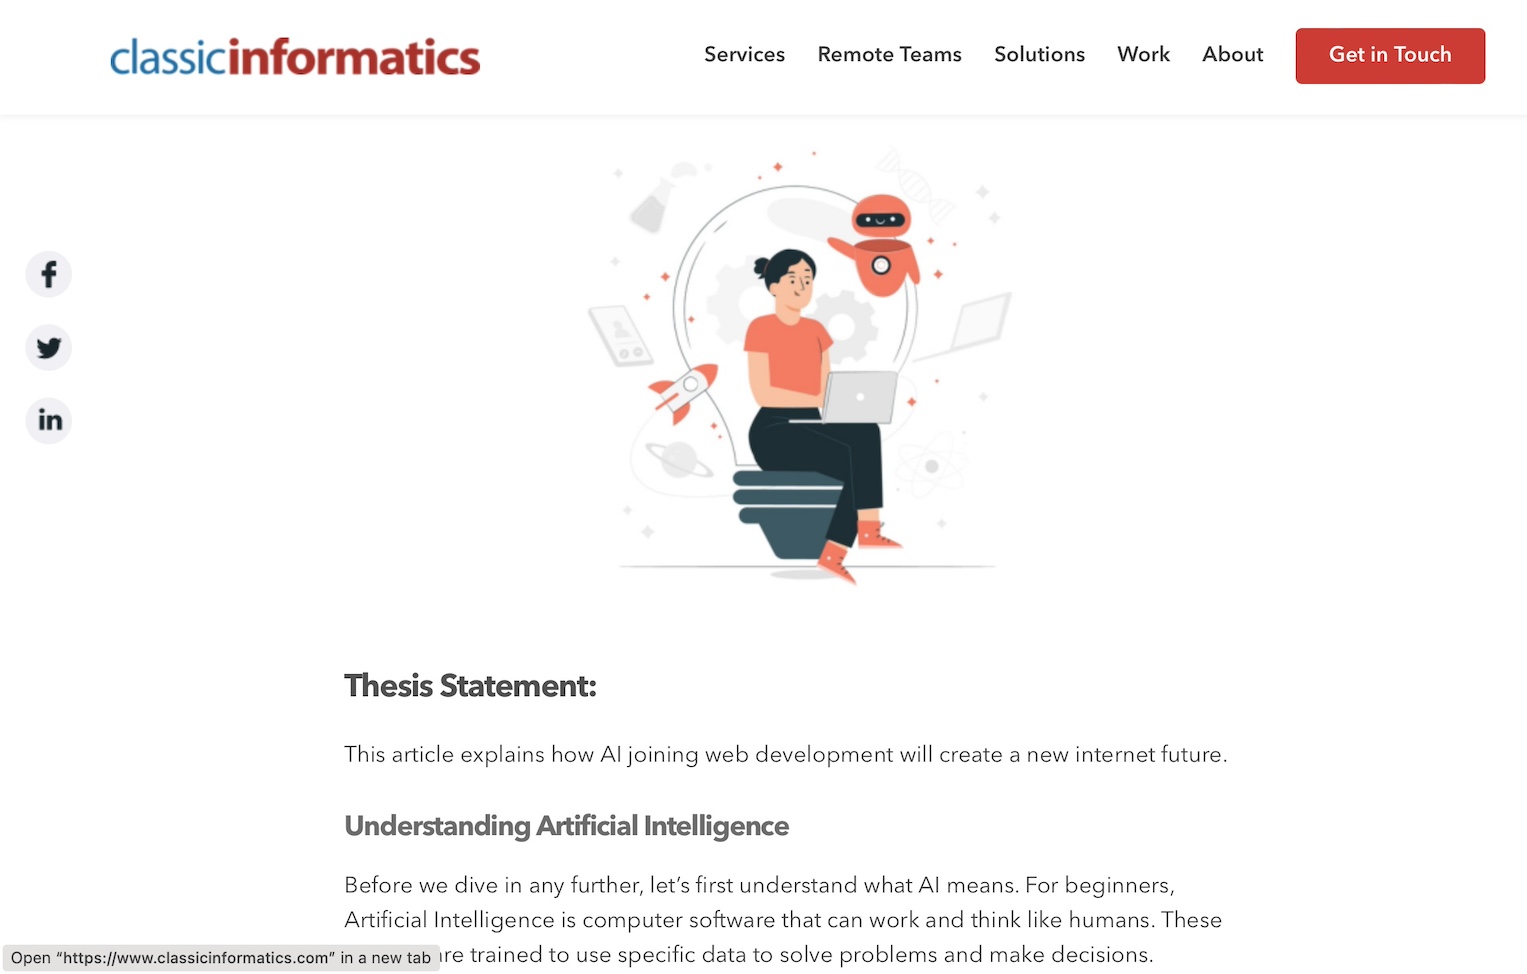 classicinformatics
Services Remote Teams Solutions Work About Get in Touch
Thesis Statement:
This article explains how AI joining web development will create a new internet future.
Understanding Artificial Intelligence
Before we dive in any further, let’s first understand what AI means. For beginners,
Artificial Intelligence is computer software that can work and think like humans. These
are trained to use specific data to solve problems and make decisions.
Open “https://www.classicinformatics.com” in a new tab